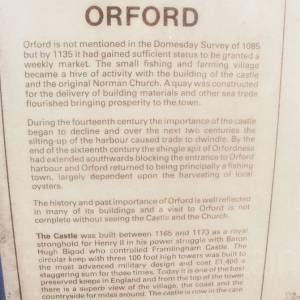 ORFORD
Orford is not mentioned in the Domesday Survey of 1085
but by 1135 it had gained sufficient status to be granted a
weekly market. The small fishing and farming village
became a hive of activity with the building of the castle
and the original Norman Church. A quay was constructed
for the delivery of building materials and other sea trade
flourished bringing prosperity to the town.
During the fourteenth century the importance of the castle
began to decline and over the next two centuries the
silting-up of the harbour caused trade to dwindle. By the
end of the sixteenth century the shingle spit of Orfordness
had extended southwards blocking the entrance to Orford
harbour and Orford returned to being principally a fishing
town, largely dependent upon the harvesting of local
oysters.
The history and past importance of Orford is well reflected
in many of its buildings and a visit to Orford is not
complete without seeing the Castle and the Church.
The Castle was built between 1165 and 1173 as a royal
stronghold for Henry II in his power struggle with Baron
Hugh Bigod who controlled Framlingham Castle. The
circular keep with three 100 foot high towers was built to
the most advanced military design and cost £1,400 a
staggering sum for those times. Today it is one of the best
preserved keeps in England and from the top of the tower
there is a superb view of the village, the coast and the
countryside for miles around. The castle is now in the care